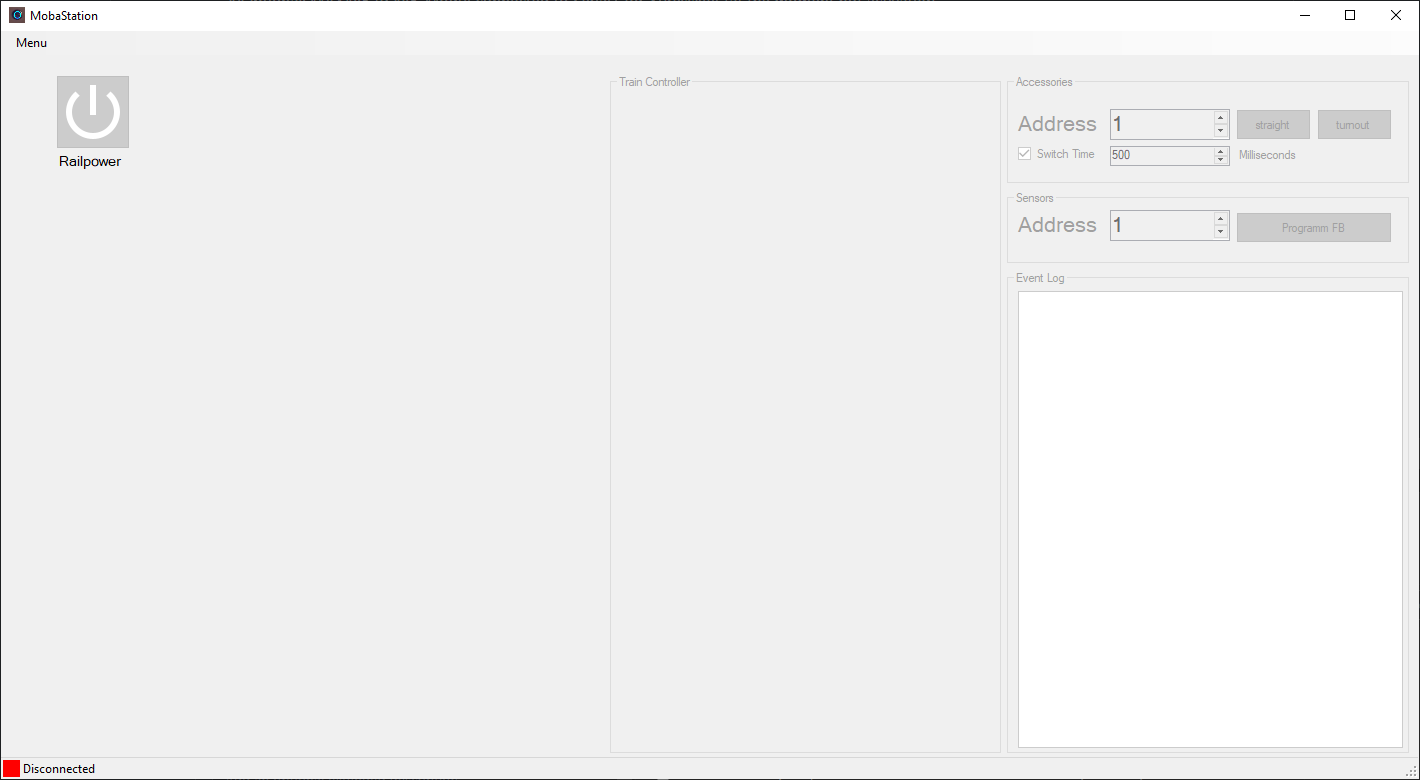 MobaStation
Menu
Railpower
Train Controller
Accessories
Address 1 straight turnout
Switch Time 500 Milliseconds
Sensors
Address 1 Programm FB
Event Log
Disconnected